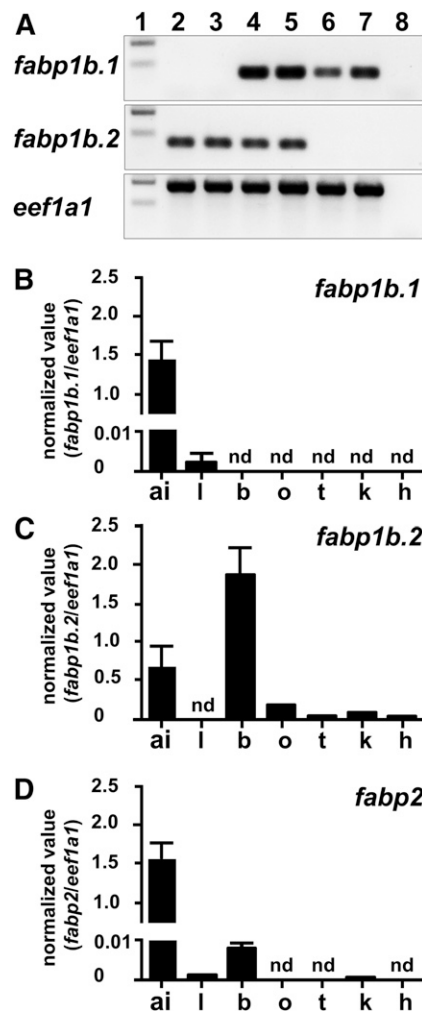 A
1 2 3 4 5 6 7 8
fabp1b.1
fabp1b.2
eef1a1
B
fabp1b.1
normalized value
(fabp1b.1/eef1a1)
2.5
2.0
1.5
1.0
0.01
0
nd nd nd nd nd
ai l b o t k h
C
fabp1b.2
normalized value
(fabp1b.2/eef1a1)
2.5
2.0
1.5
1.0
0.5
0
nd
ai l b o t k h
D
fabp2
normalized value
(fabp2/eef1a1)
2.5
2.0
1.5
1.0
0.01
0
nd nd nd
ai l b o t k h